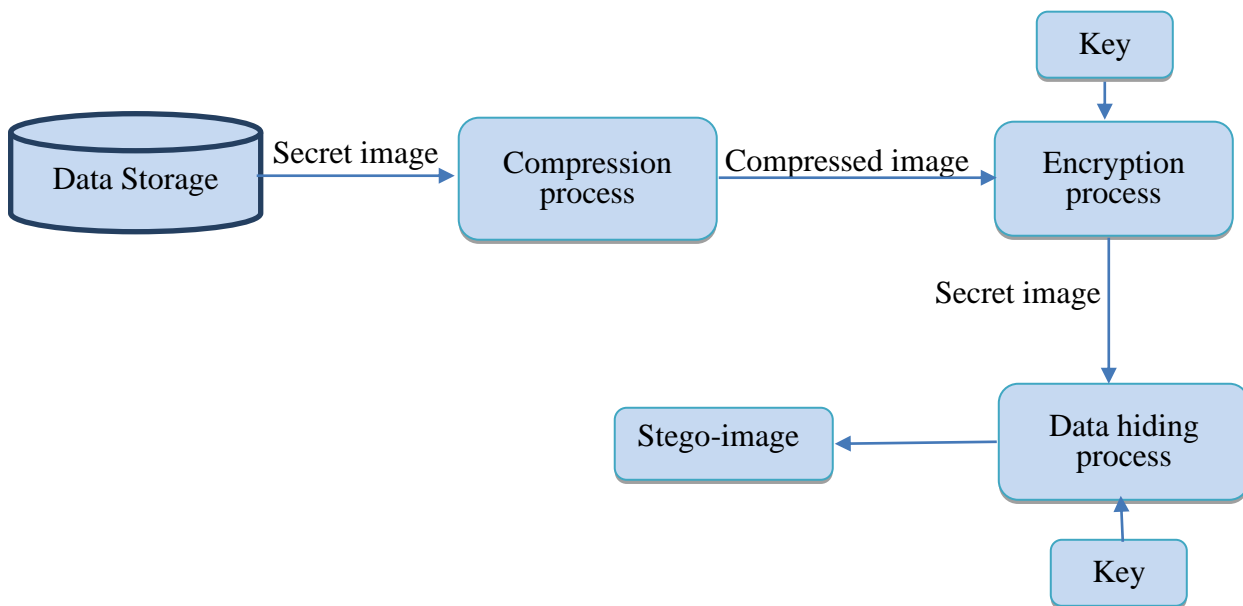 Key
Data Storage
Secret image
Compression
process
Compressed image
Encryption
process
Secret image
Stego-image
Data hiding
process
Key